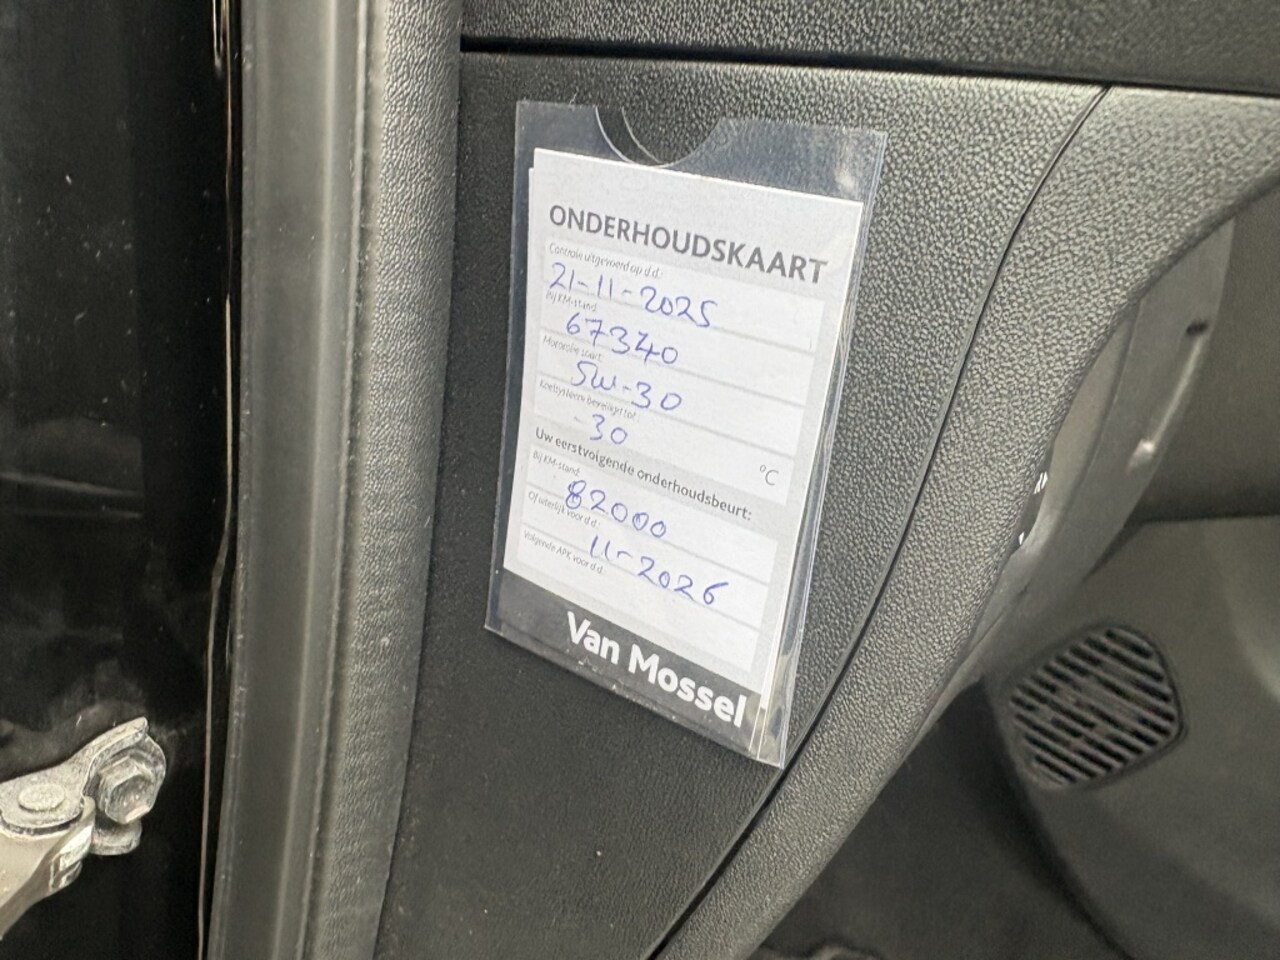 ONDERHOUDSKAART
Controle uitgevoerd op d.d.:
21-11-2025
Bij KM-stand:
67340
Motorolie soort:
5W-30
Koelsysteem beveiligd tot:
-30 °C
Uw eerstvolgende onderhoudsbeurt:
Bij KM-stand:
82000
Of uiterlijk voor d.d.:
11-2026
Volgende APK voor d.d.:
Van Mossel